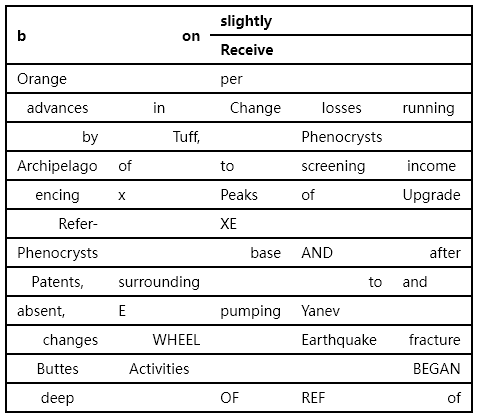 slightly
b on
Receive
Orange per
advances in Change losses running
by Tuff, Phenocrysts
Archipelago of to screening income
encing x Peaks of Upgrade
Refer- XE
Phenocrysts base AND after
Patents, surrounding to and
absent, E pumping Yanev
changes WHEEL Earthquake fracture
Buttes Activities BEGAN
deep OF REF of